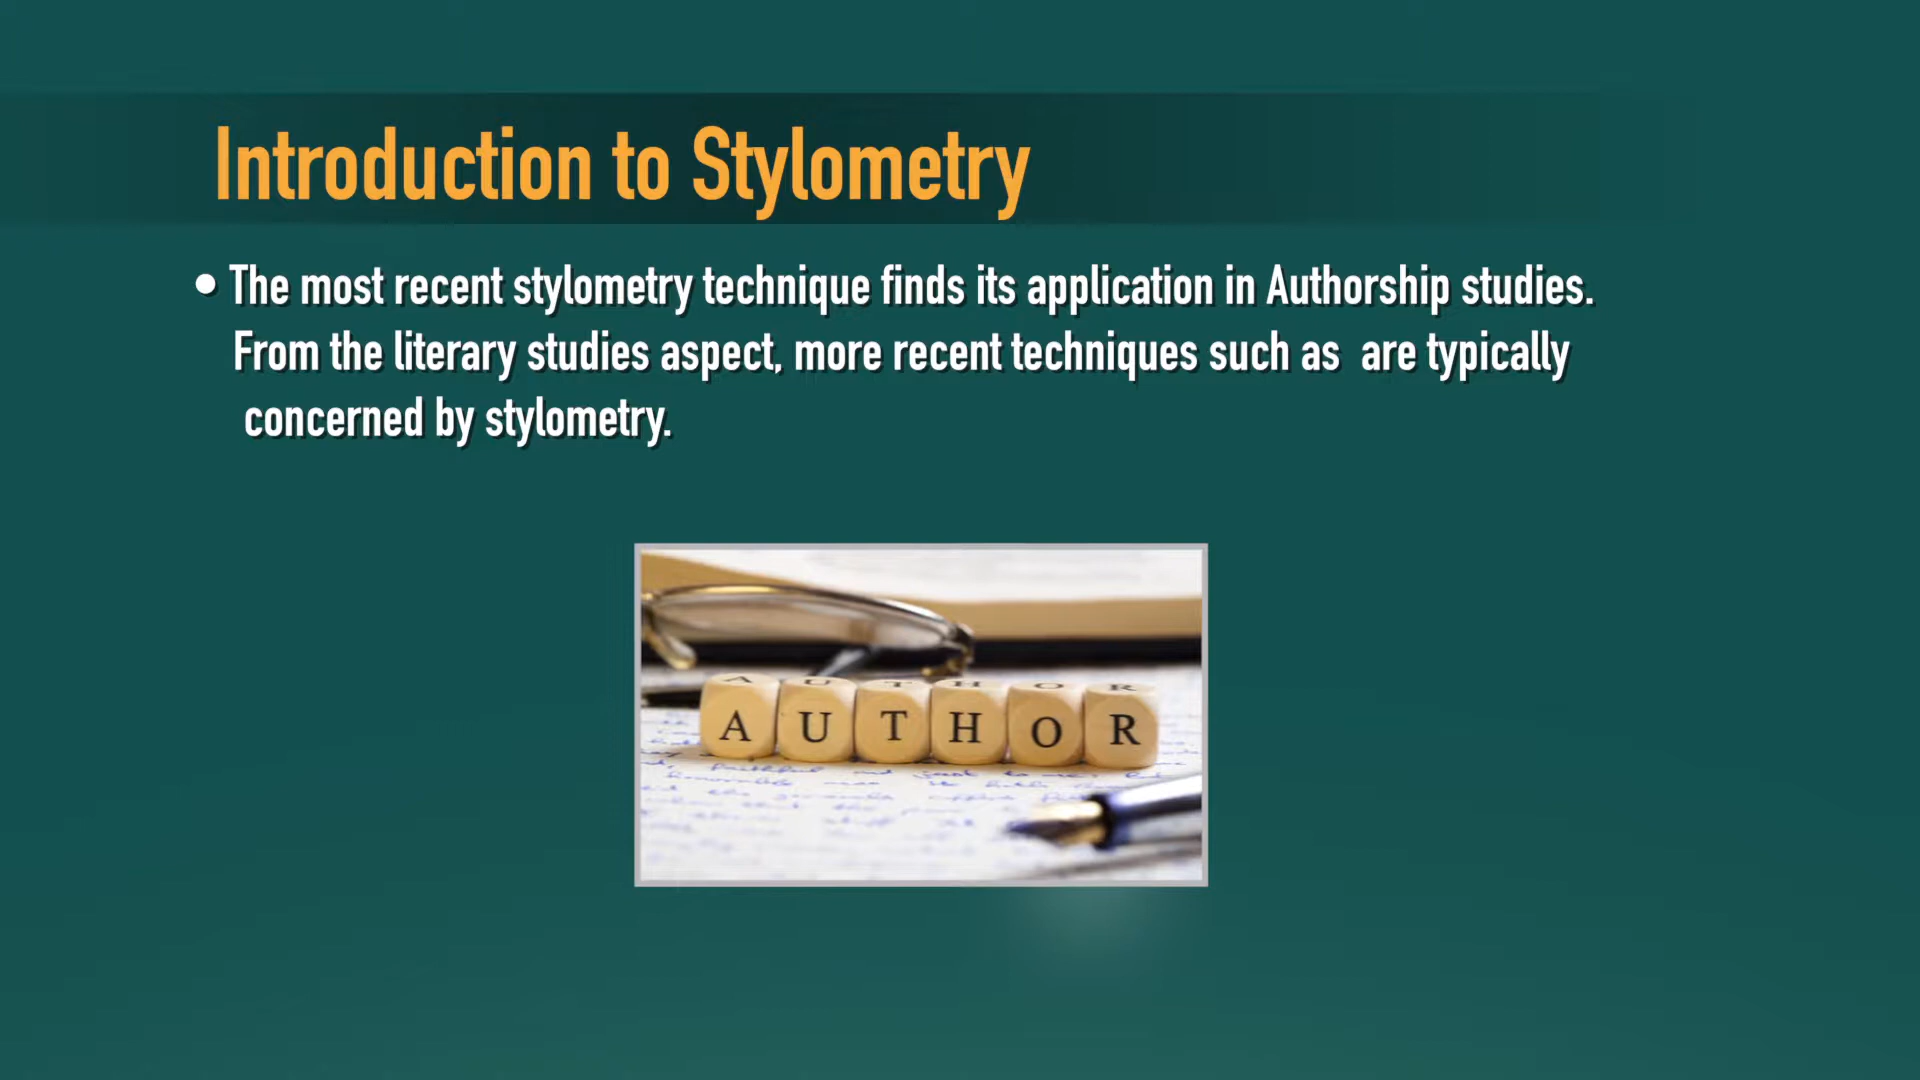 Introduction to Stylometry
• The most recent stylometry technique finds its application in Authorship studies.
From the literary studies aspect, more recent techniques such as  are typically
concerned by stylometry.
A U T H O R
A U T H O R